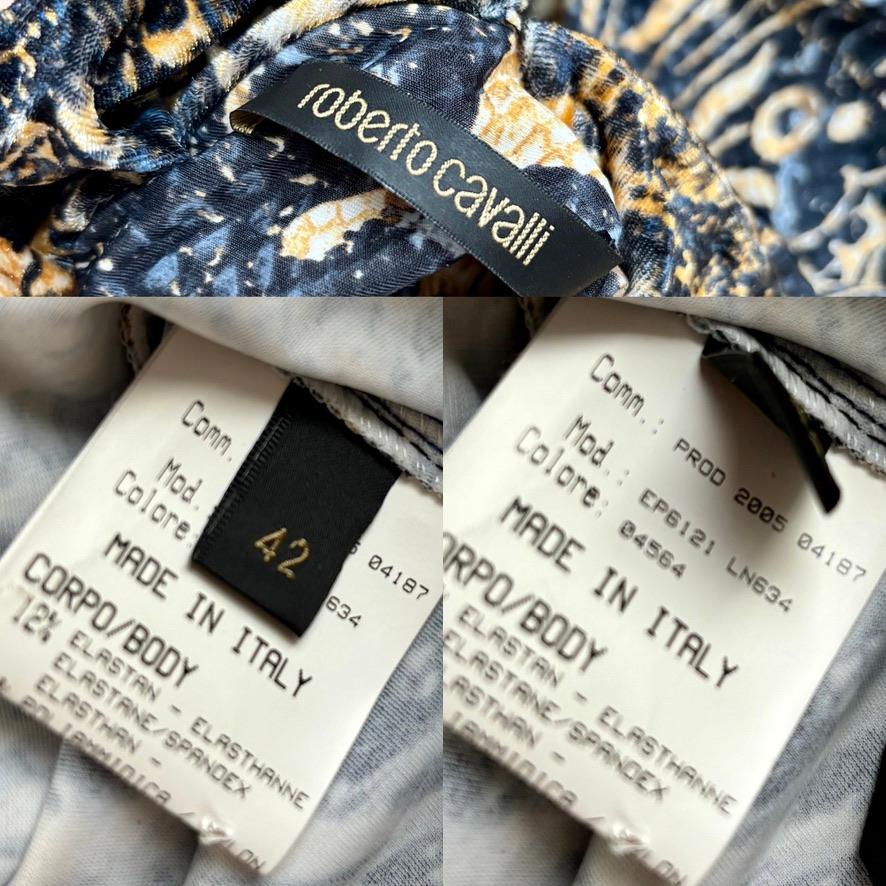 roberto cavalli
Comm.
Mod.
Colore:
42
04187
634
MADE IN ITALY
CORPO/BODY
12%
ELASTAN - ELASTHANNE
ELASTANE/SPANDEX
ELASTHAN -
Comm.: PROD 2005 04187
Mod.: EP6121 LN634
Colore: 04564
MADE IN ITALY
ORPO/BODY
ELASTAN - ELASTHANNE
ELASTANE/SPANDEX
ASTHAN -